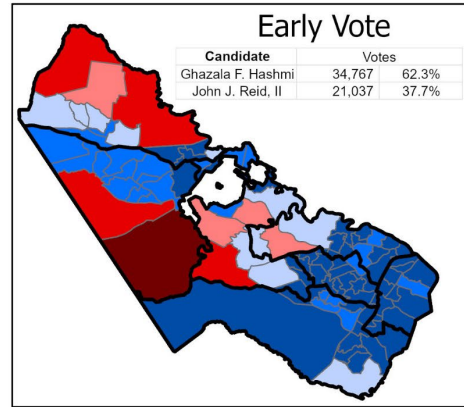 Early Vote
Candidate Votes
Ghazala F. Hashmi 34,767 62.3%
John J. Reid, II 21,037 37.7%